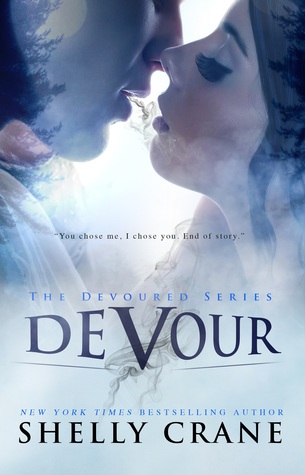 "You chose me, I chose you. End of story."
THE DEVOURED SERIES
DEVOUR
NEW YORK TIMES BESTSELLING AUTHOR
SHELLY CRANE